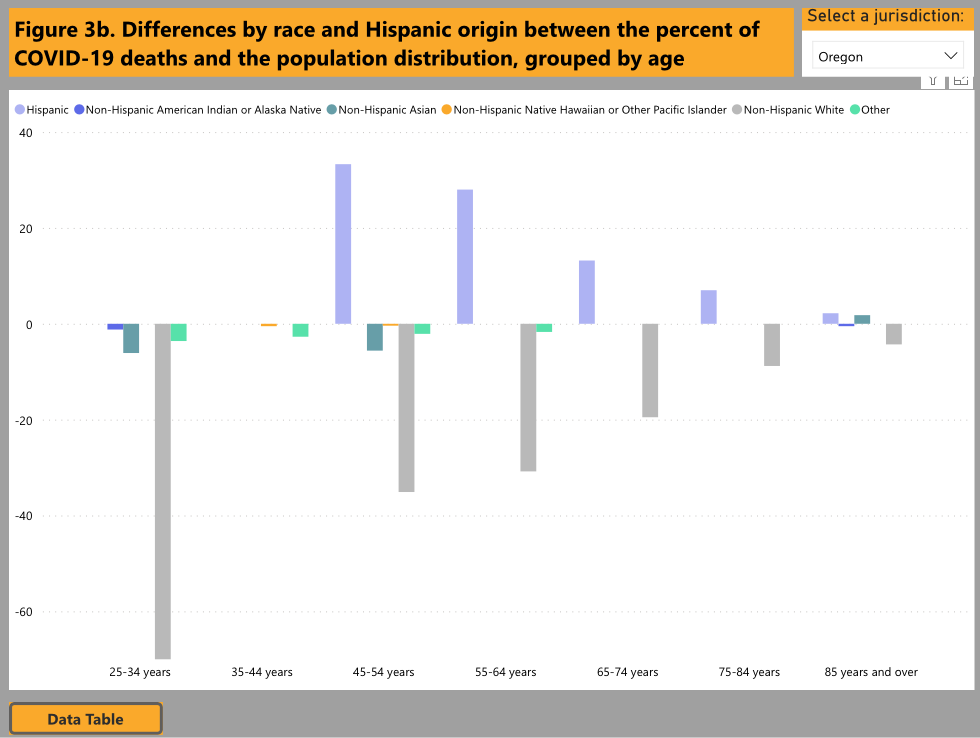 Figure 3b. Differences by race and Hispanic origin between the percent of
COVID-19 deaths and the population distribution, grouped by age
Select a jurisdiction:
Oregon
Hispanic Non-Hispanic American Indian or Alaska Native Non-Hispanic Asian Non-Hispanic Native Hawaiian or Other Pacific Islander Non-Hispanic White Other
40
20
0
-20
-40
-60
25-34 years 35-44 years 45-54 years 55-64 years 65-74 years 75-84 years 85 years and over
Data Table